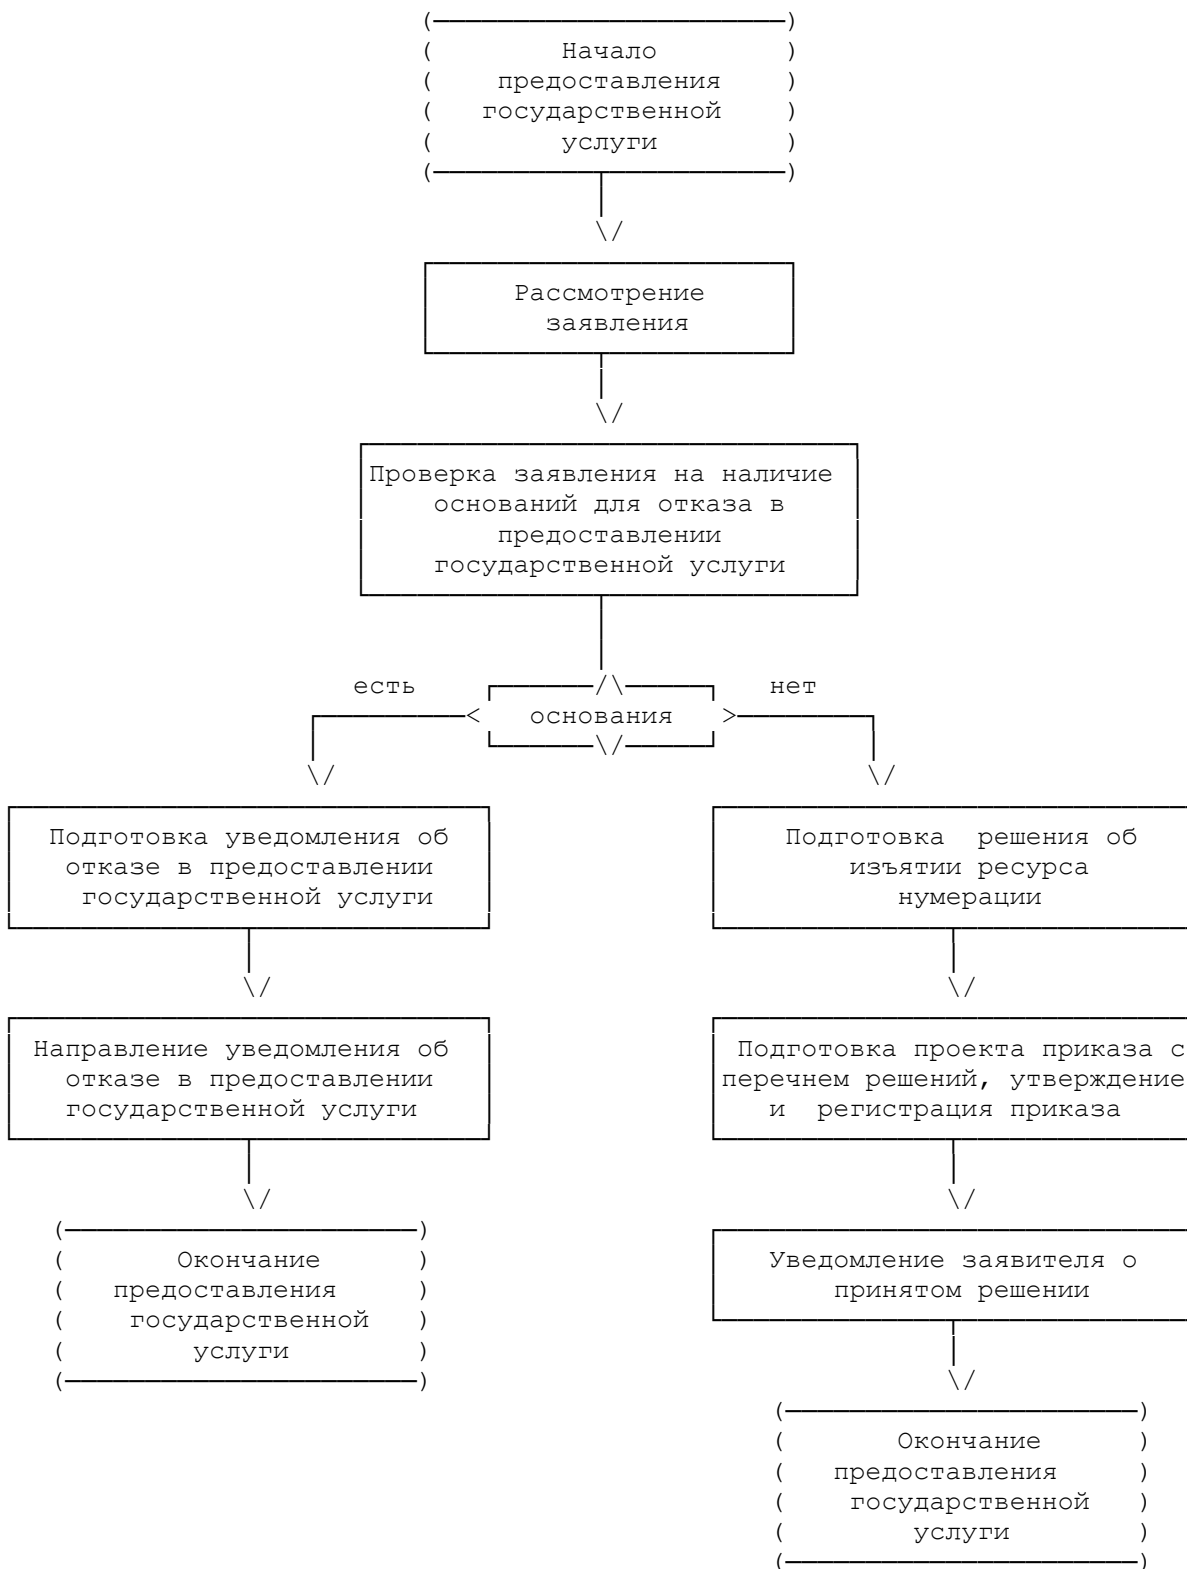 Начало
предоставления
государственной
услуги
Рассмотрение
заявления
Проверка заявления на наличие
оснований для отказа в
предоставлении
государственной услуги
есть
нет
основания
Подготовка уведомления об
отказе в предоставлении
государственной услуги
Подготовка решения об
изъятии ресурса
нумерации
Направление уведомления об
отказе в предоставлении
государственной услуги
Подготовка проекта приказа с
перечнем решений, утверждение
и регистрация приказа
Окончание
предоставления
государственной
услуги
Уведомление заявителя о
принятом решении
Окончание
предоставления
государственной
услуги